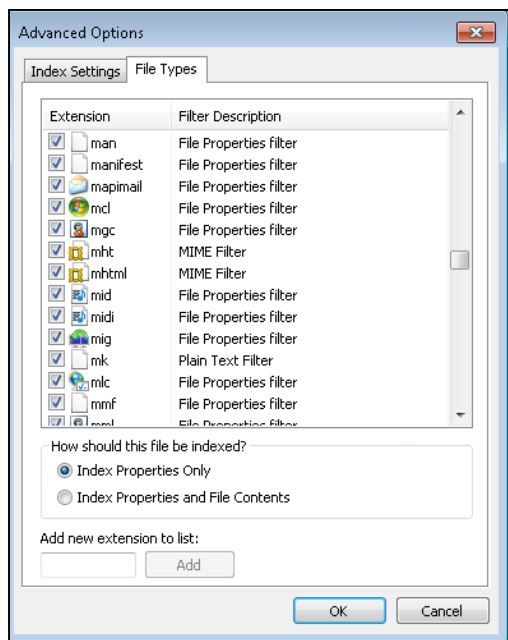 Advanced Options
Index Settings File Types
Extension Filter Description
man File Properties filter
manifest File Properties filter
mapimail File Properties filter
mcl File Properties filter
mgc File Properties filter
mht MIME Filter
mhtml MIME Filter
mid File Properties filter
midi File Properties filter
mig File Properties filter
mk Plain Text Filter
mlc File Properties filter
mmf File Properties filter
mml File Properties filter
How should this file be indexed?
Index Properties Only
Index Properties and File Contents
Add new extension to list:
Add
OK Cancel